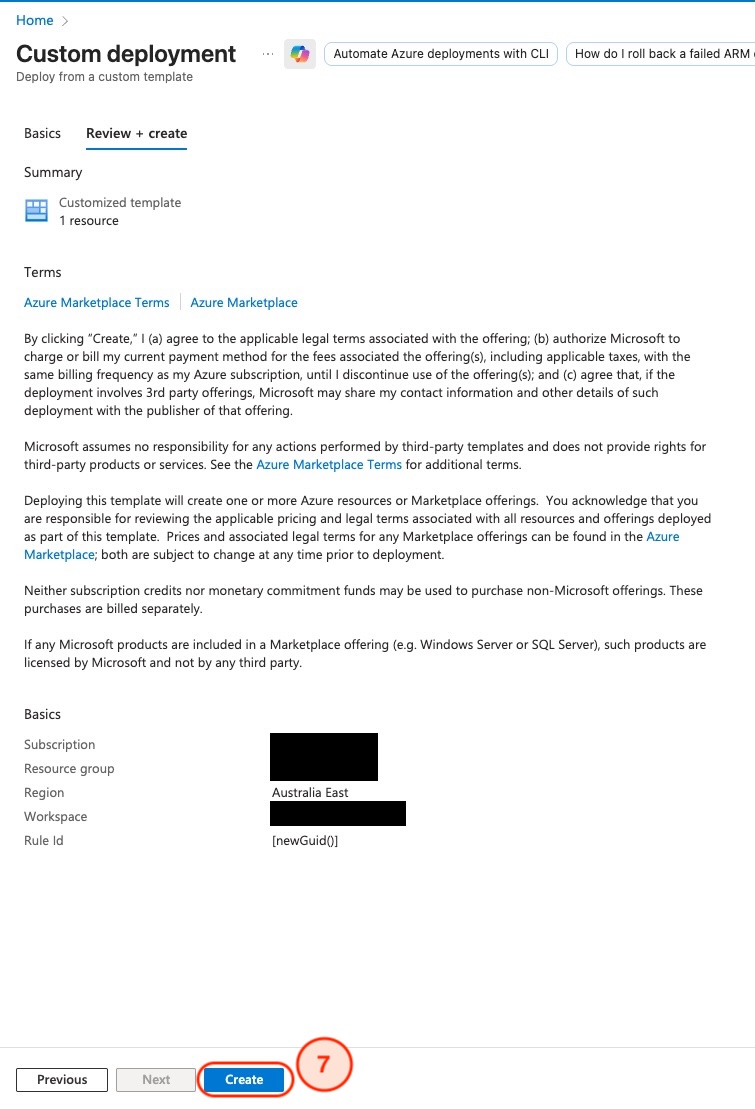 Home
Custom deployment
Automate Azure deployments with CLI
How do I roll back a failed ARM
Deploy from a custom template
Basics
Review + create
Summary
Customized template
1 resource
Terms
Azure Marketplace Terms
Azure Marketplace
By clicking “Create,” I (a) agree to the applicable legal terms associated with the offering; (b) authorize Microsoft to
charge or bill my current payment method for the fees associated the offering(s), including applicable taxes, with the
same billing frequency as my Azure subscription, until I discontinue use of the offering(s); and (c) agree that, if the
deployment involves 3rd party offerings, Microsoft may share my contact information and other details of such
deployment with the publisher of that offering.
Microsoft assumes no responsibility for any actions performed by third-party templates and does not provide rights for
third-party products or services. See the Azure Marketplace Terms for additional terms.
Deploying this template will create one or more Azure resources or Marketplace offerings.  You acknowledge that you
are responsible for reviewing the applicable pricing and legal terms associated with all resources and offerings deployed
as part of this template.  Prices and associated legal terms for any Marketplace offerings can be found in the Azure
Marketplace; both are subject to change at any time prior to deployment.
Neither subscription credits nor monetary commitment funds may be used to purchase non-Microsoft offerings. These
purchases are billed separately.
If any Microsoft products are included in a Marketplace offering (e.g. Windows Server or SQL Server), such products are
licensed by Microsoft and not by any third party.
Basics
Subscription
Resource group
Region Australia East
Workspace
Rule Id [newGuid()]
7
Previous
Next
Create